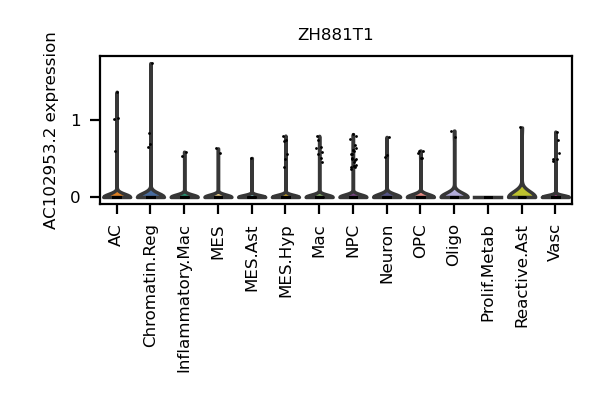 ZH881T1
AC102953.2 expression
1
0
AC
Chromatin.Reg
Inflammatory.Mac
MES
MES.Ast
MES.Hyp
Mac
NPC
Neuron
OPC
Oligo
Prolif.Metab
Reactive.Ast
Vasc